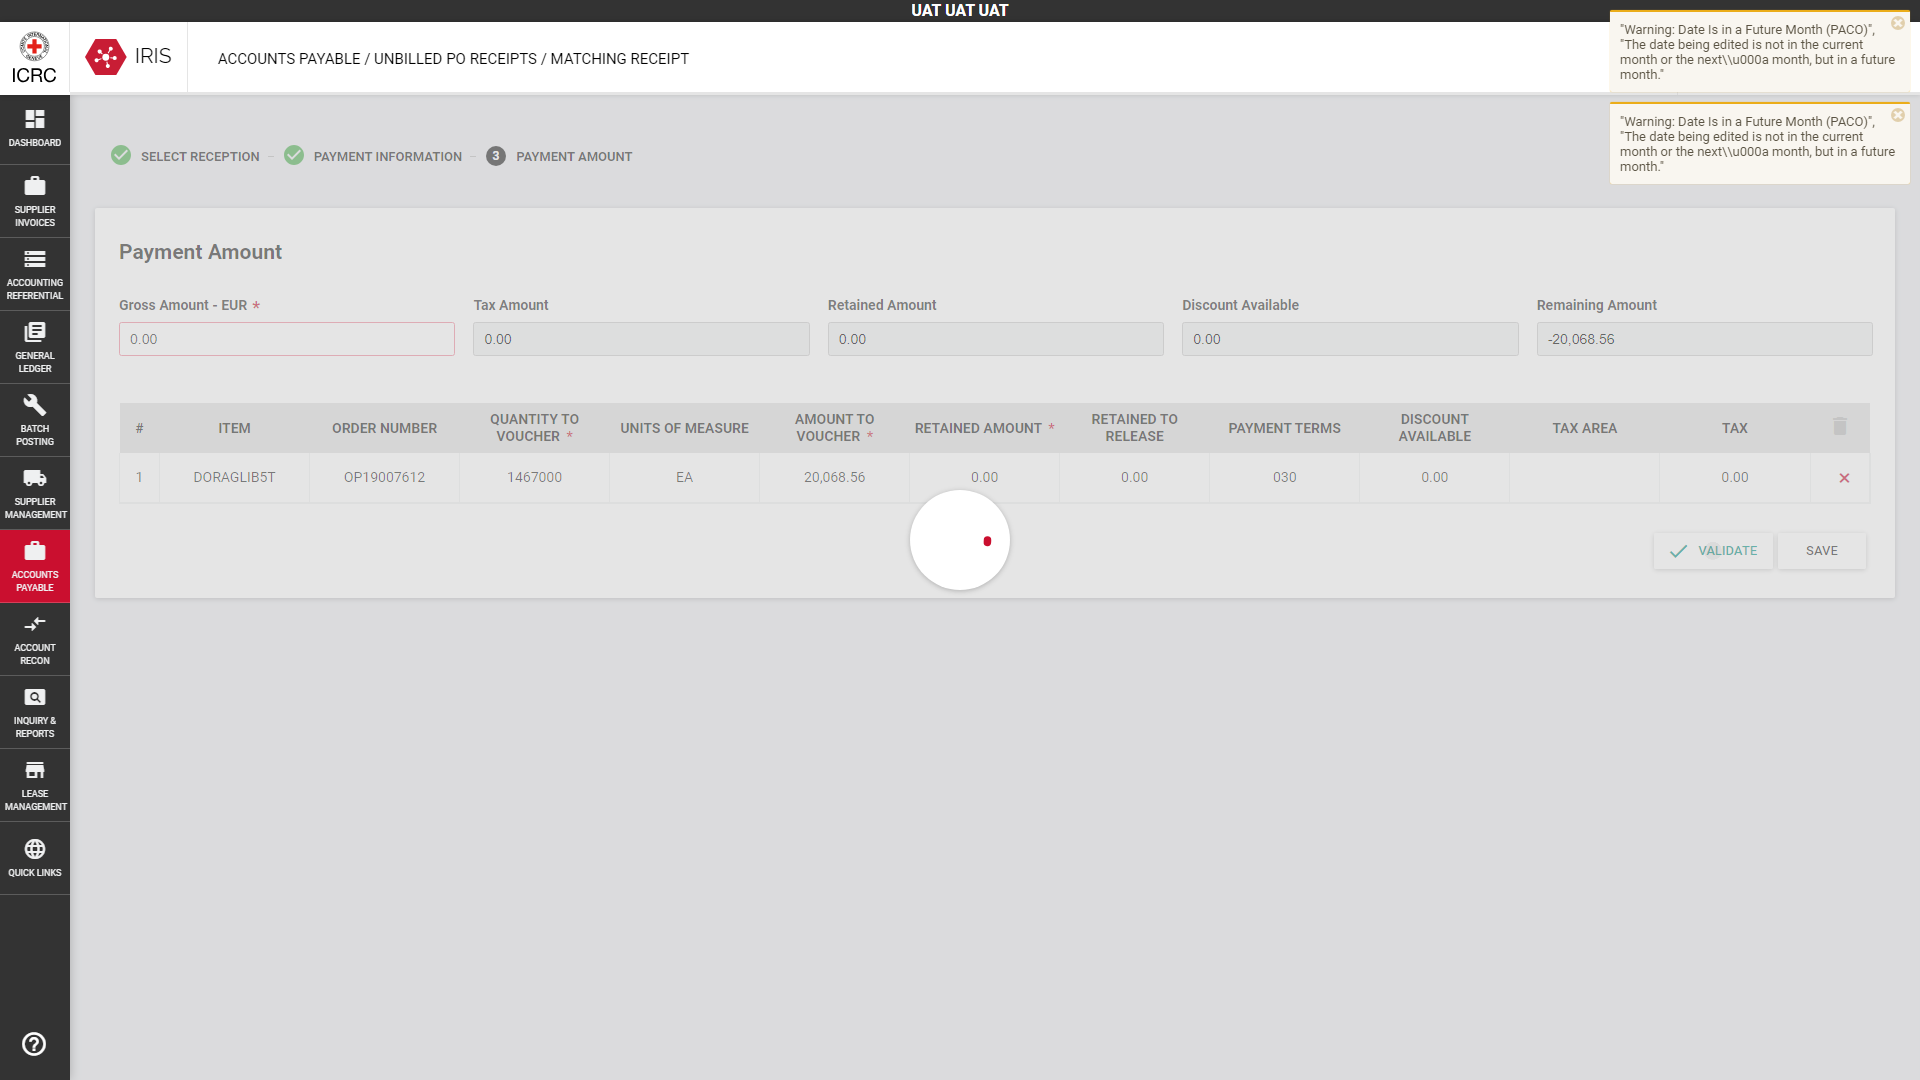 UAT UAT UAT
ICRC
IRIS
ACCOUNTS PAYABLE / UNBILLED PO RECEIPTS / MATCHING RECEIPT
"Warning: Date Is in a Future Month (PACO)",
"The date being edited is not in the current
month or the next\\u000a month, but in a future
month."
"Warning: Date Is in a Future Month (PACO)",
"The date being edited is not in the current
month or the next\\u000a month, but in a future
month."
DASHBOARD
SUPPLIER
INVOICES
ACCOUNTING
REFERENTIAL
GENERAL
LEDGER
BATCH
POSTING
SUPPLIER
MANAGEMENT
ACCOUNTS
PAYABLE
ACCOUNT
RECON
INQUIRY &
REPORTS
LEASE
MANAGEMENT
QUICK LINKS
SELECT RECEPTION
PAYMENT INFORMATION
3 PAYMENT AMOUNT
Payment Amount
Gross Amount - EUR * Tax Amount Retained Amount Discount Available Remaining Amount
0.00 0.00 0.00 0.00 -20,068.56
# ITEM ORDER NUMBER QUANTITY TO VOUCHER * UNITS OF MEASURE AMOUNT TO VOUCHER * RETAINED AMOUNT * RETAINED TO RELEASE PAYMENT TERMS DISCOUNT AVAILABLE TAX AREA TAX
1 DORAGLIB5T OP19007612 1467000 EA 20,068.56 0.00 0.00 030 0.00 0.00
VALIDATE SAVE